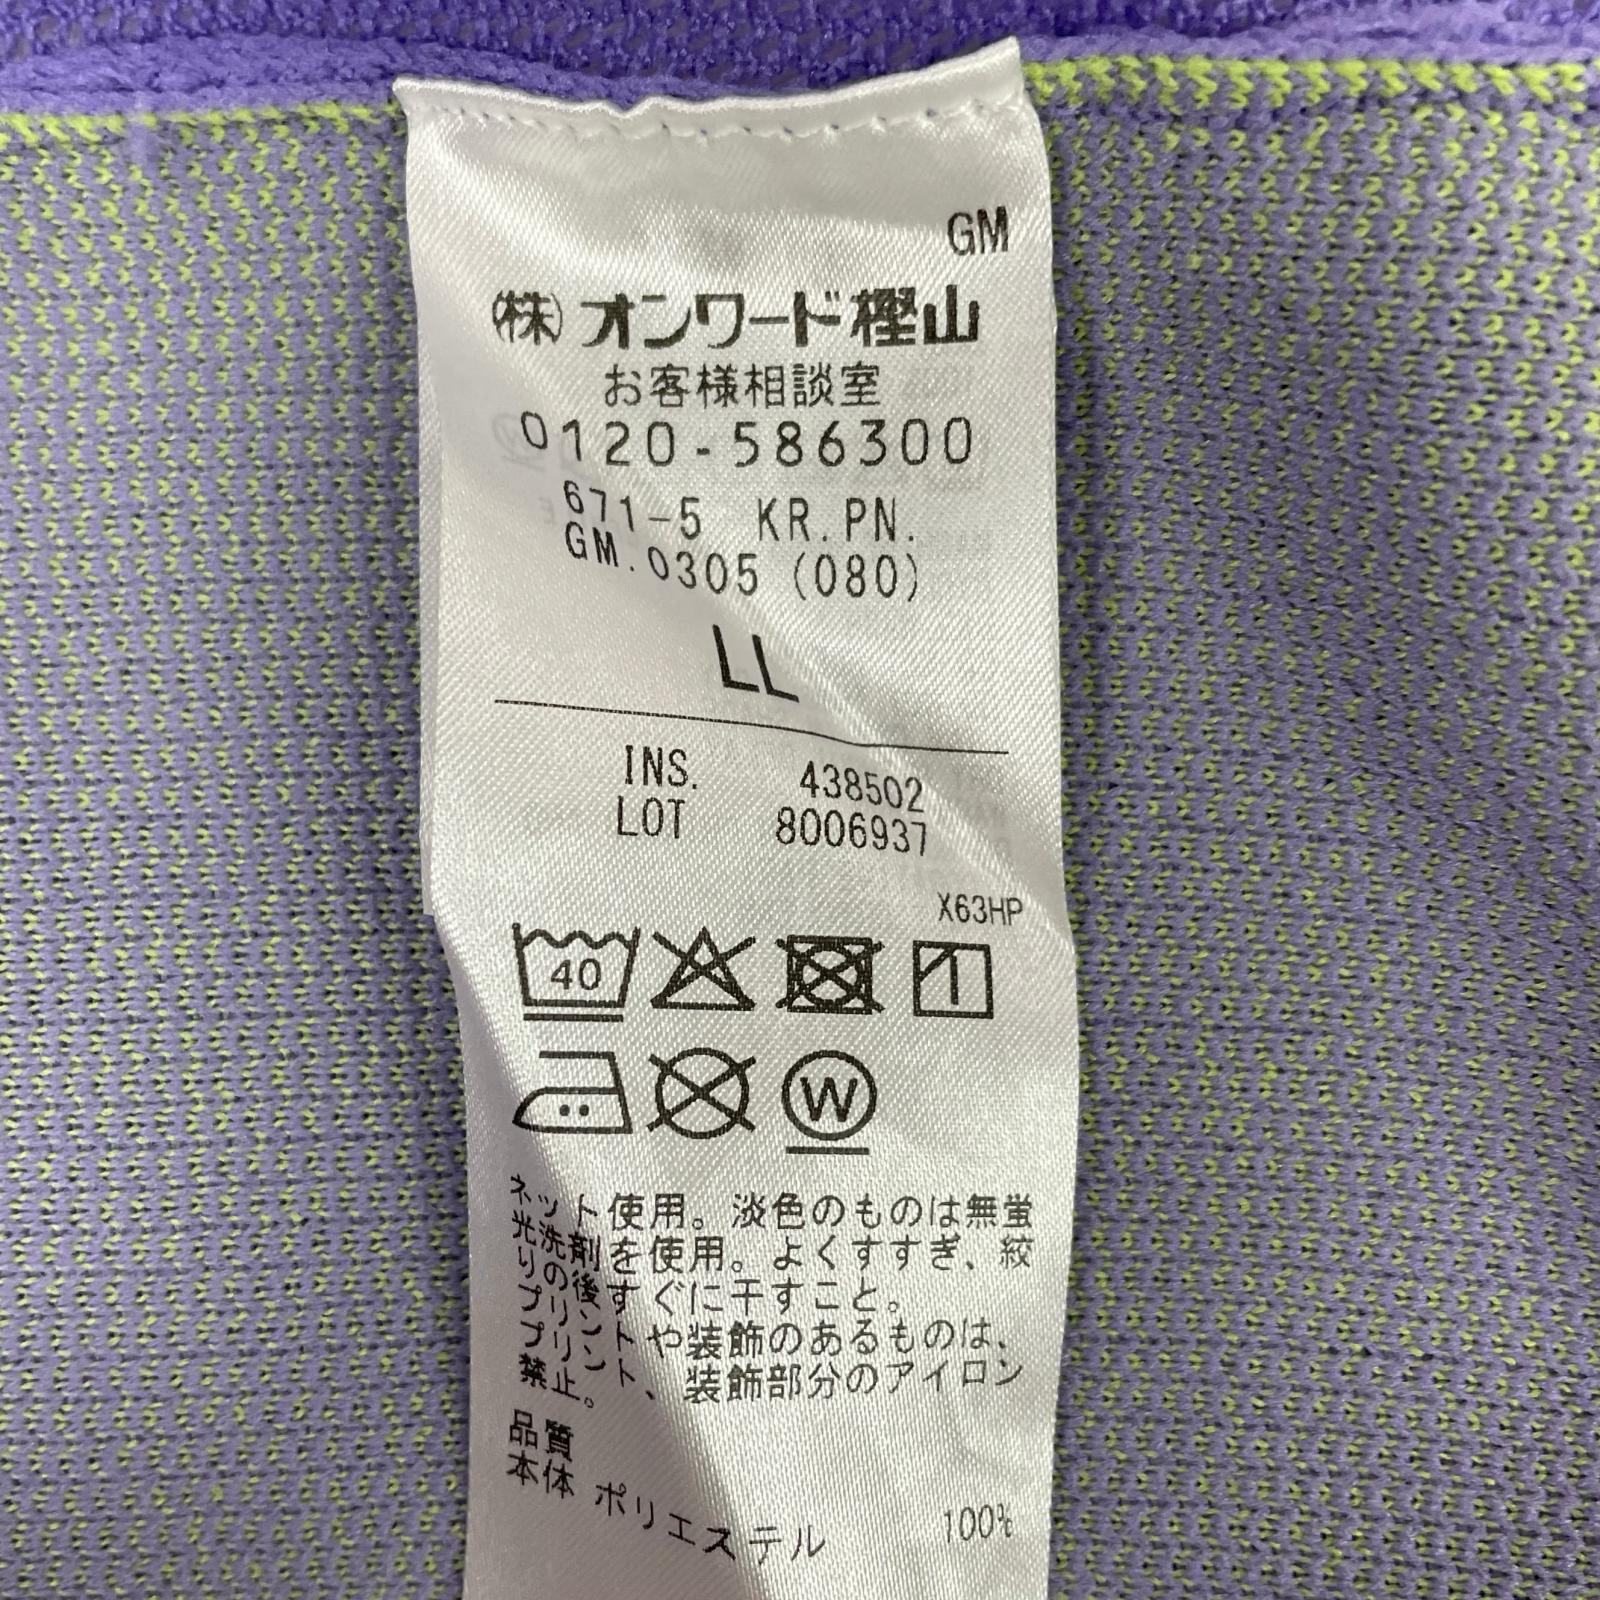 GM
㈱オンワード樫山
お客様相談室
0120-586300
671-5 KR.PN.
GM.0305 (080)
LL
INS. 438502
LOT 8006937
X63HP
40
W
ネット使用。淡色のものは無蛍
光洗剤を使用。よくすすぎ、絞
りの後すぐに干すこと。
プリントや装飾のあるものは、
プリント、装飾部分のアイロン
禁止。
品質
本体 ポリエステル 100%